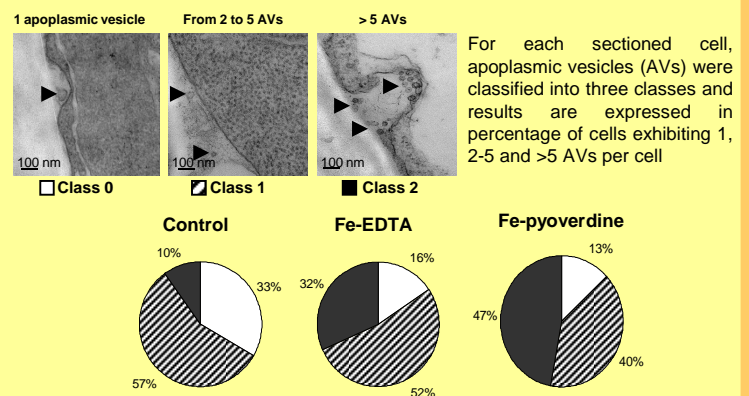 1 apoplasmic vesicle From 2 to 5 AVs > 5 AVs
For each sectioned cell,
apoplasmic vesicles (AVs) were
classified into three classes and
results are expressed in
percentage of cells exhibiting 1,
2-5 and >5 AVs per cell
100 nm 100 nm 100 nm
Class 0 Class 1 Class 2
Control Fe-EDTA Fe-pyoverdine
10% 33% 57%
16% 32% 52%
13% 47% 40%